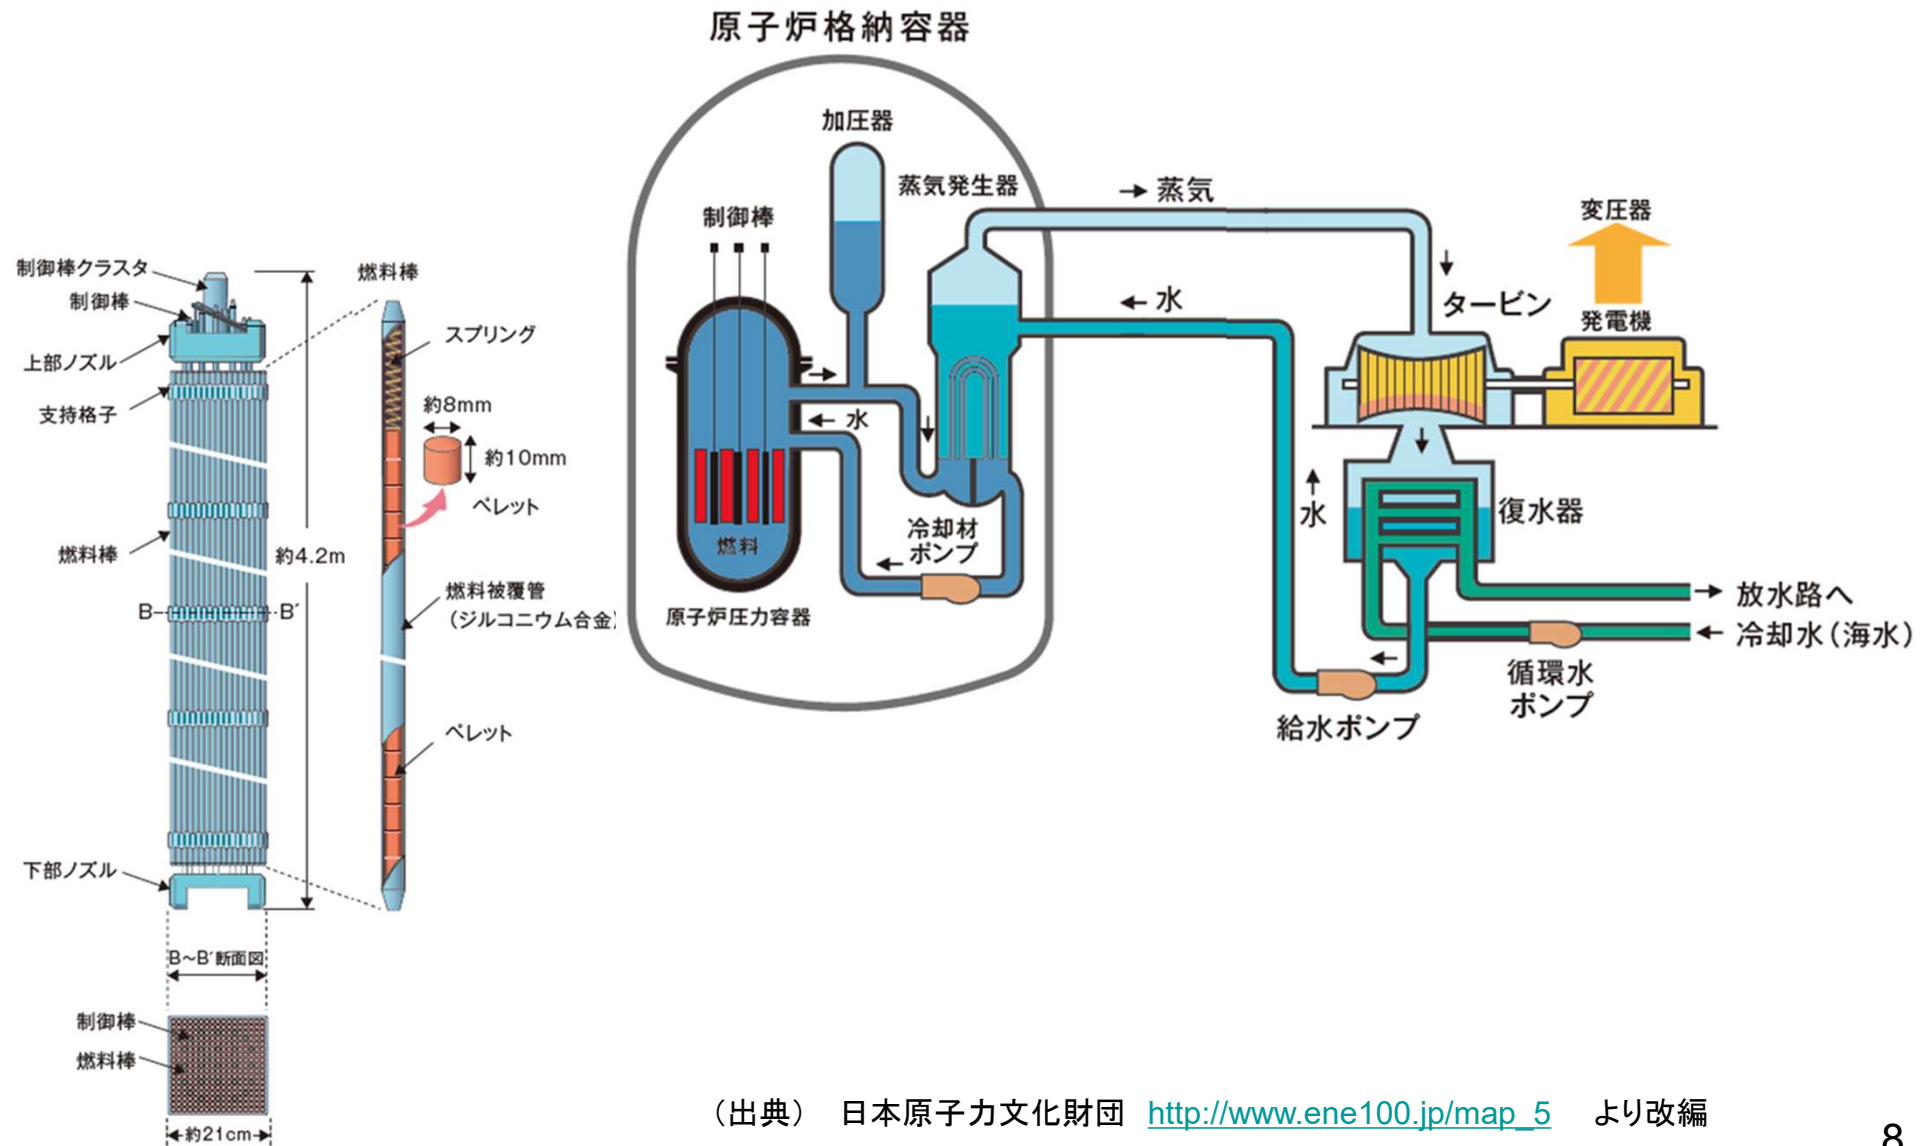 原子炉格納容器
加圧器
蒸気発生器
制御棒
→ 蒸気
変圧器
← 水
タービン
発電機
← 水
水
燃料
冷却材
ポンプ
原子炉圧力容器
復水器
→ 放水路へ
← 冷却水(海水)
循環水
ポンプ
給水ポンプ
制御棒クラスタ
制御棒
上部ノズル
支持格子
燃料棒
B
B´
約4.2m
下部ノズル
燃料棒
スプリング
約8mm
約10mm
ペレット
燃料被覆管
(ジルコニウム合金)
ペレット
B～B´断面図
制御棒
燃料棒
約21cm
(出典) 日本原子力文化財団 http://www.ene100.jp/map_5 より改編
8